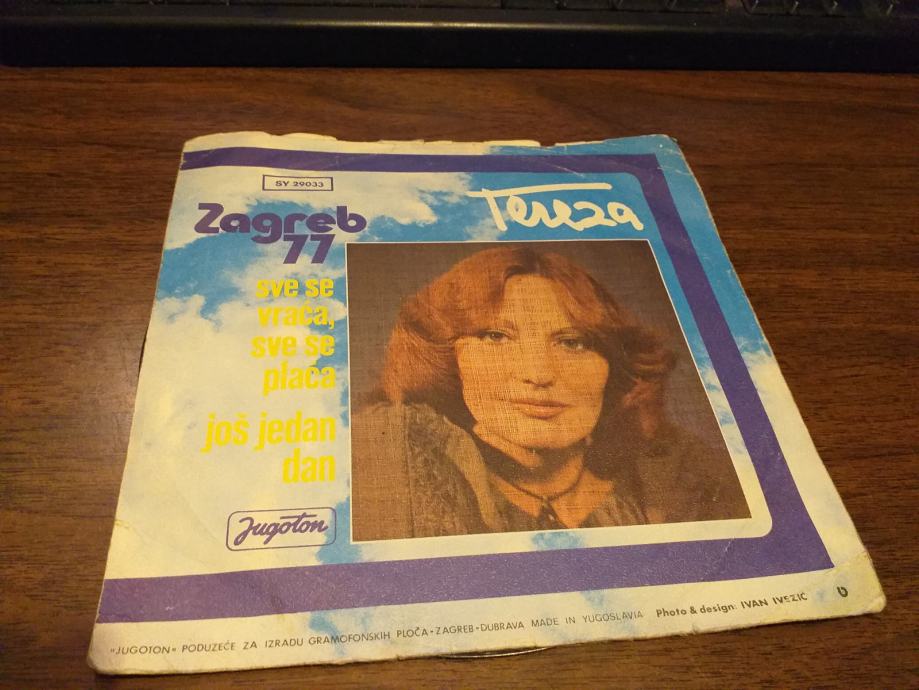 SY 29033
Zagreb
77
Tereza
sve se
vraća,
sve se
plaća
još jedan
dan
Jugoton
»JUGOTON« PODUZEĆE ZA IZRADU GRAMOFONSKIH PLOČA • ZAGREB • DUBRAVA MADE IN YUGOSLAVIA Photo & design: IVAN IVEZIĆ